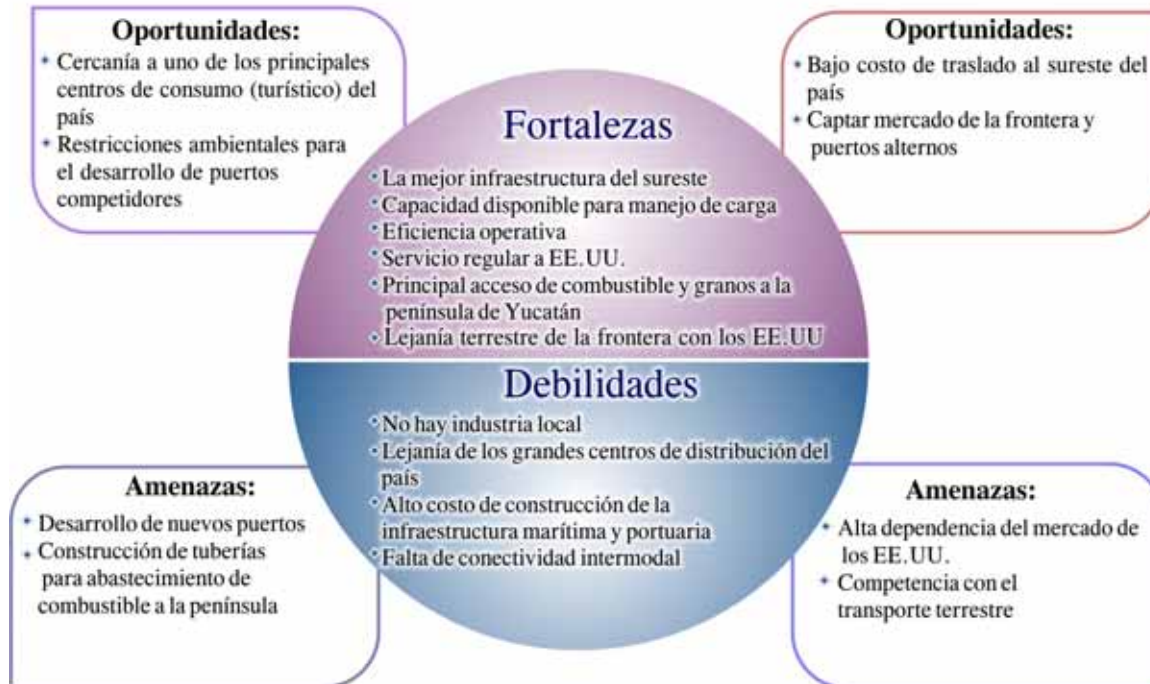 Oportunidades:
Cercanía a uno de los principales
centros de consumo (turístico) del
país
Restricciones ambientales para
el desarrollo de puertos
competidores
Oportunidades:
Bajo costo de traslado al sureste del
país
Captar mercado de la frontera y
puertos alternos
Fortalezas
La mejor infraestructura del sureste
Capacidad disponible para manejo de carga
Eficiencia operativa
Servicio regular a EE.UU.
Principal acceso de combustible y granos a la
península de Yucatán
Lejanía terrestre de la frontera con los EE.UU
Debilidades
No hay industria local
Lejanía de los grandes centros de distribución del
país
Alto costo de construcción de la
infraestructura marítima y portuaria
Falta de conectividad intermodal
Amenazas:
Desarrollo de nuevos puertos
Construcción de tuberías
para abastecimiento de
combustible a la península
Amenazas:
Alta dependencia del mercado de
los EE.UU.
Competencia con el
transporte terrestre